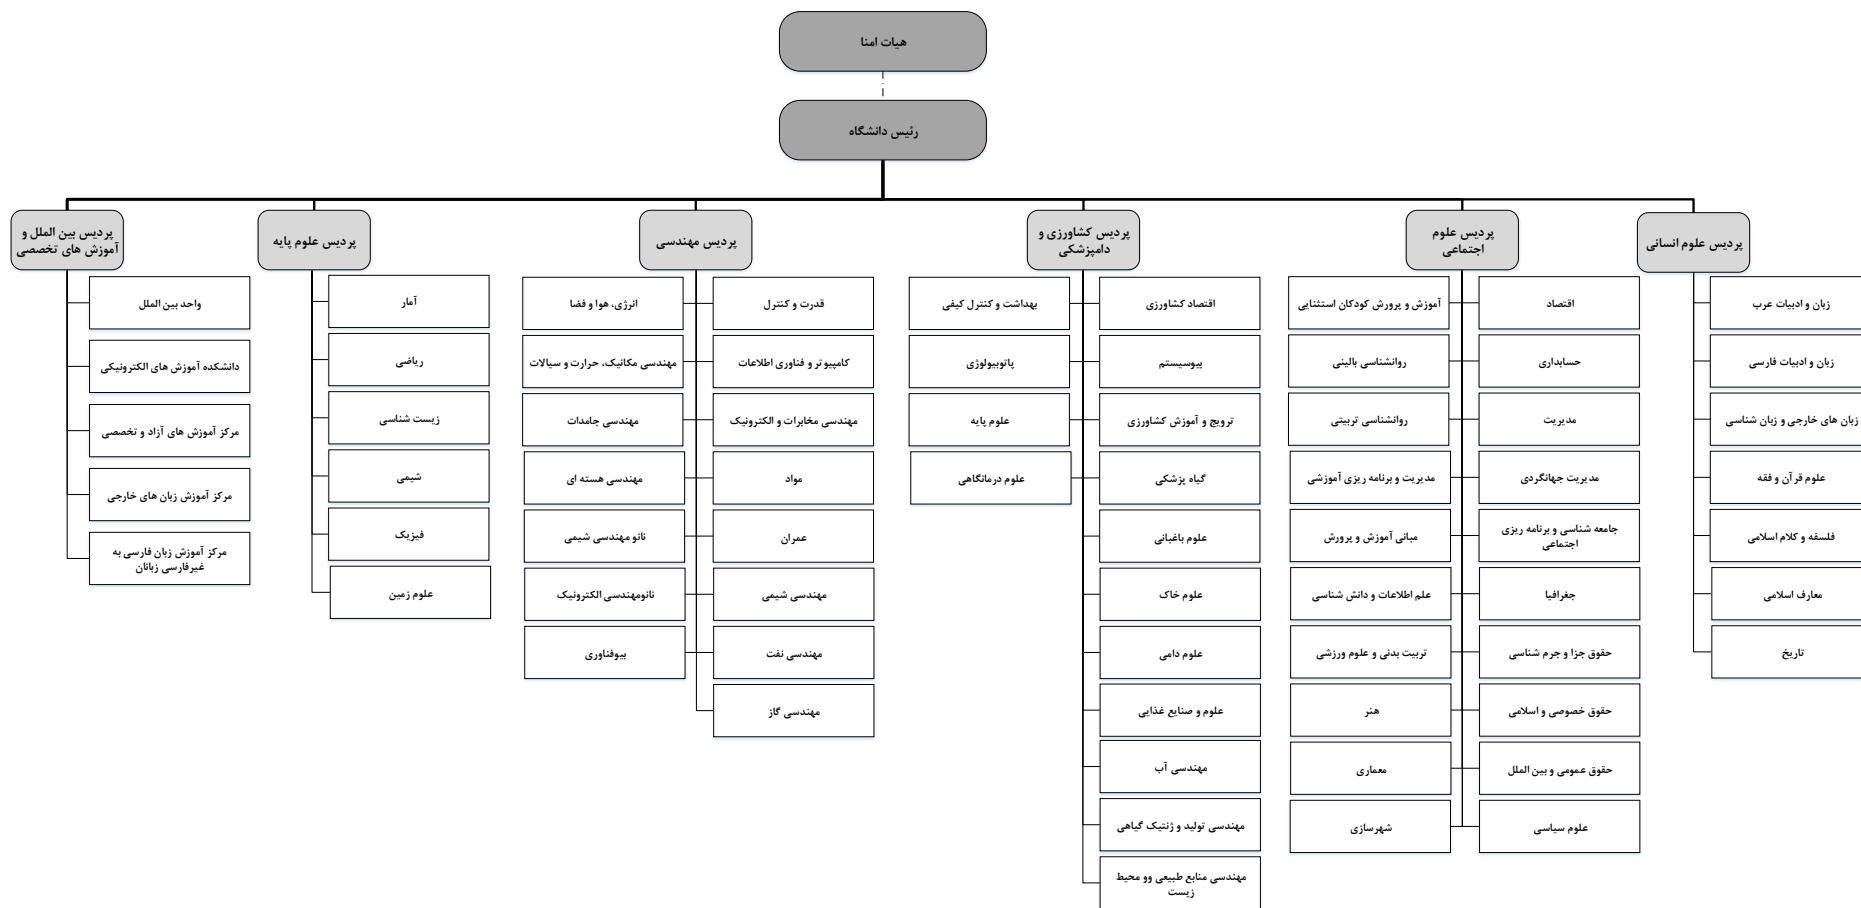 هیات امنا
رئیس دانشگاه
پردیس علوم انسانی
زبان و ادبیات عرب
زبان و ادبیات فارسی
زبان های خارجی و زبان شناسی
علوم قرآن و فقه
فلسفه و کلام اسلامی
معارف اسلامی
تاریخ
پردیس علوم
اجتماعی
اقتصاد
حسابداری
مدیریت
مدیریت جهانگردی
جامعه شناسی و برنامه ریزی
اجتماعی
جغرافیا
حقوق جزا و جرم شناسی
حقوق خصوصی و اسلامی
حقوق عمومی و بین الملل
علوم سیاسی
آموزش و پرورش کودکان استثنایی
روانشناسی بالینی
روانشناسی تربیتی
مدیریت و برنامه ریزی آموزشی
مبانی آموزش و پرورش
علم اطلاعات و دانش شناسی
تربیت بدنی و علوم ورزشی
هنر
معماری
شهرسازی
پردیس کشاورزی و
دامپزشکی
اقتصاد کشاورزی
بیوسیستم
ترویج و آموزش کشاورزی
گیاه پزشکی
علوم باغبانی
علوم خاک
علوم دامی
علوم و صنایع غذایی
مهندسی آب
مهندسی تولید و ژنتیک گیاهی
مهندسی منابع طبیعی وو محیط
زیست
بهداشت و کنترل کیفی
پاتوبیولوژی
علوم پایه
علوم درمانگاهی
پردیس مهندسی
قدرت و کنترل
کامپیوتر و فناوری اطلاعات
مهندسی مخابرات و الکترونیک
مواد
عمران
مهندسی شیمی
مهندسی نفت
مهندسی گاز
انرژی، هوا و فضا
مهندسی مکانیک، حرارت و سیالات
مهندسی جامدات
مهندسی هسته ای
نانو مهندسی شیمی
نانومهندسی الکترونیک
بیوفناوری
پردیس علوم پایه
آمار
ریاضی
زیست شناسی
شیمی
فیزیک
علوم زمین
پردیس بین الملل و
آموزش های تخصصی
واحد بین الملل
دانشکده آموزش های الکترونیکی
مرکز آموزش های آزاد و تخصصی
مرکز آموزش زبان های خارجی
مرکز آموزش زبان فارسی به
غیرفارسی زبانان